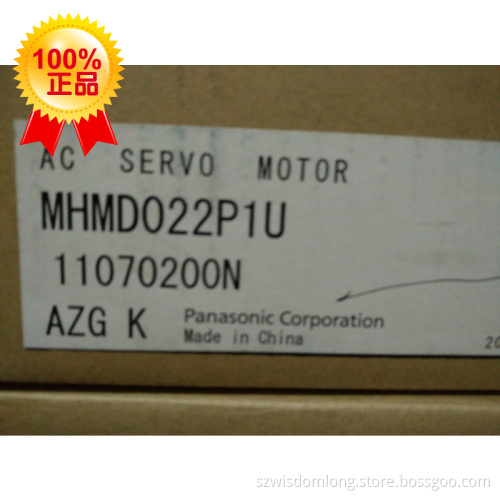 100%
正品
AC SERVO MOTOR
MHMD022P1U
11070200N
AZG K
Panasonic Corporation
Made in China
20
szwisdomlong.store.bossgoo.com